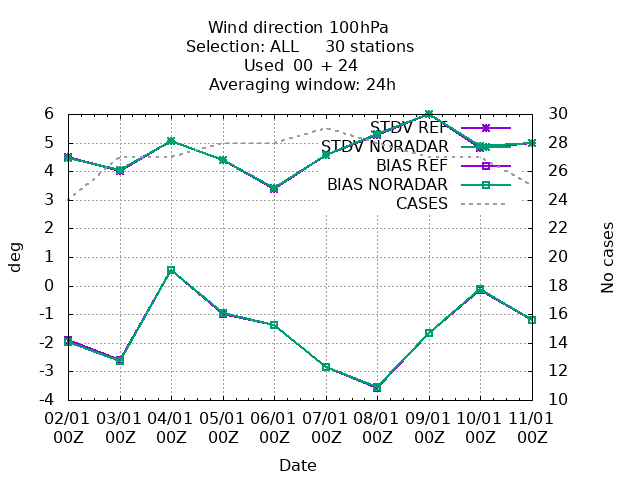 Wind direction 100hPa
Selection: ALL 30 stations
Used 00 + 24
Averaging window: 24h
6 30
STDV REF
5 STDV NORADAR 28
BIAS REF
4 BIAS NORADAR 26
CASES
3 24
2 22
1 20
0 18
-1 16
-2 14
-3 12
-4 10
deg
No cases
02/01 03/01 04/01 05/01 06/01 07/01 08/01 09/01 10/01 11/01
00Z 00Z 00Z 00Z 00Z 00Z 00Z 00Z 00Z 00Z
Date